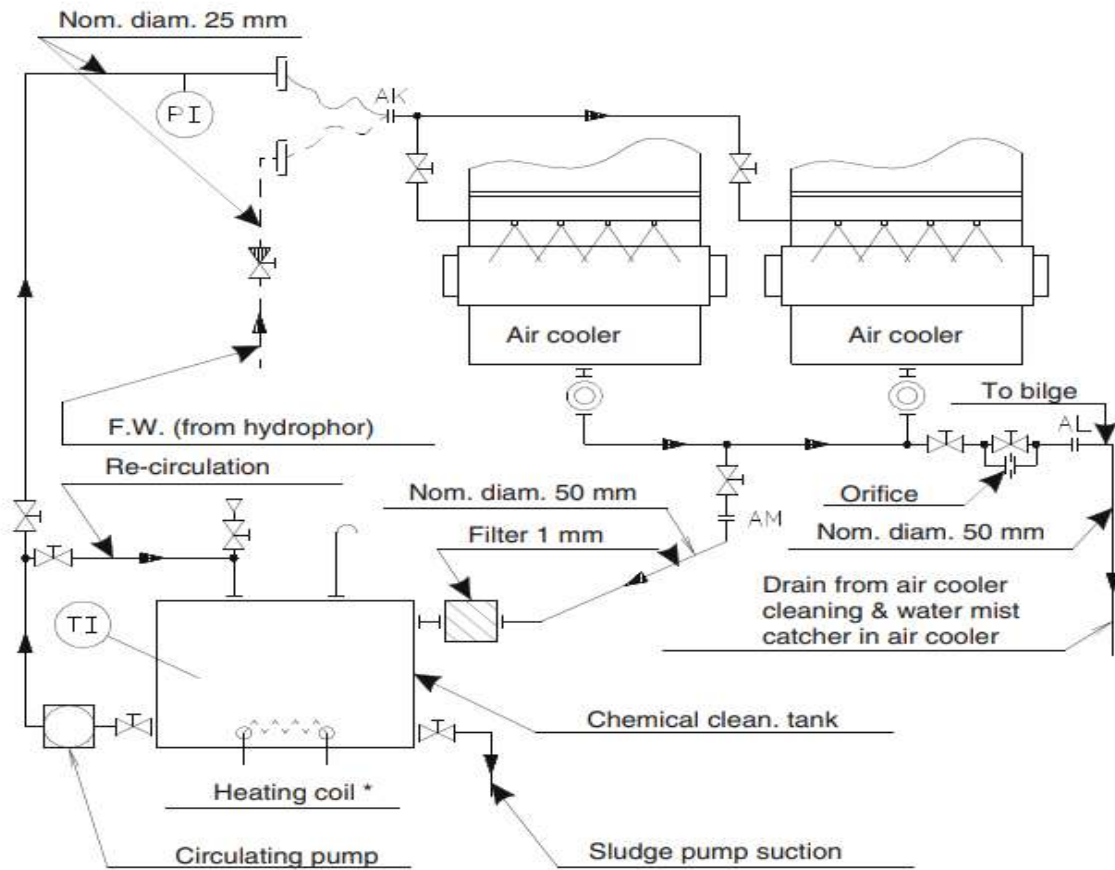 Nom. diam. 25 mm
PI
AK
Air cooler
Air cooler
To bilge
AL
F.W. (from hydrophor)
Re-circulation
Nom. diam. 50 mm
Orifice
AM
Filter 1 mm
Nom. diam. 50 mm
Drain from air cooler
cleaning & water mist
catcher in air cooler
TI
Chemical clean. tank
Heating coil *
Circulating pump
Sludge pump suction